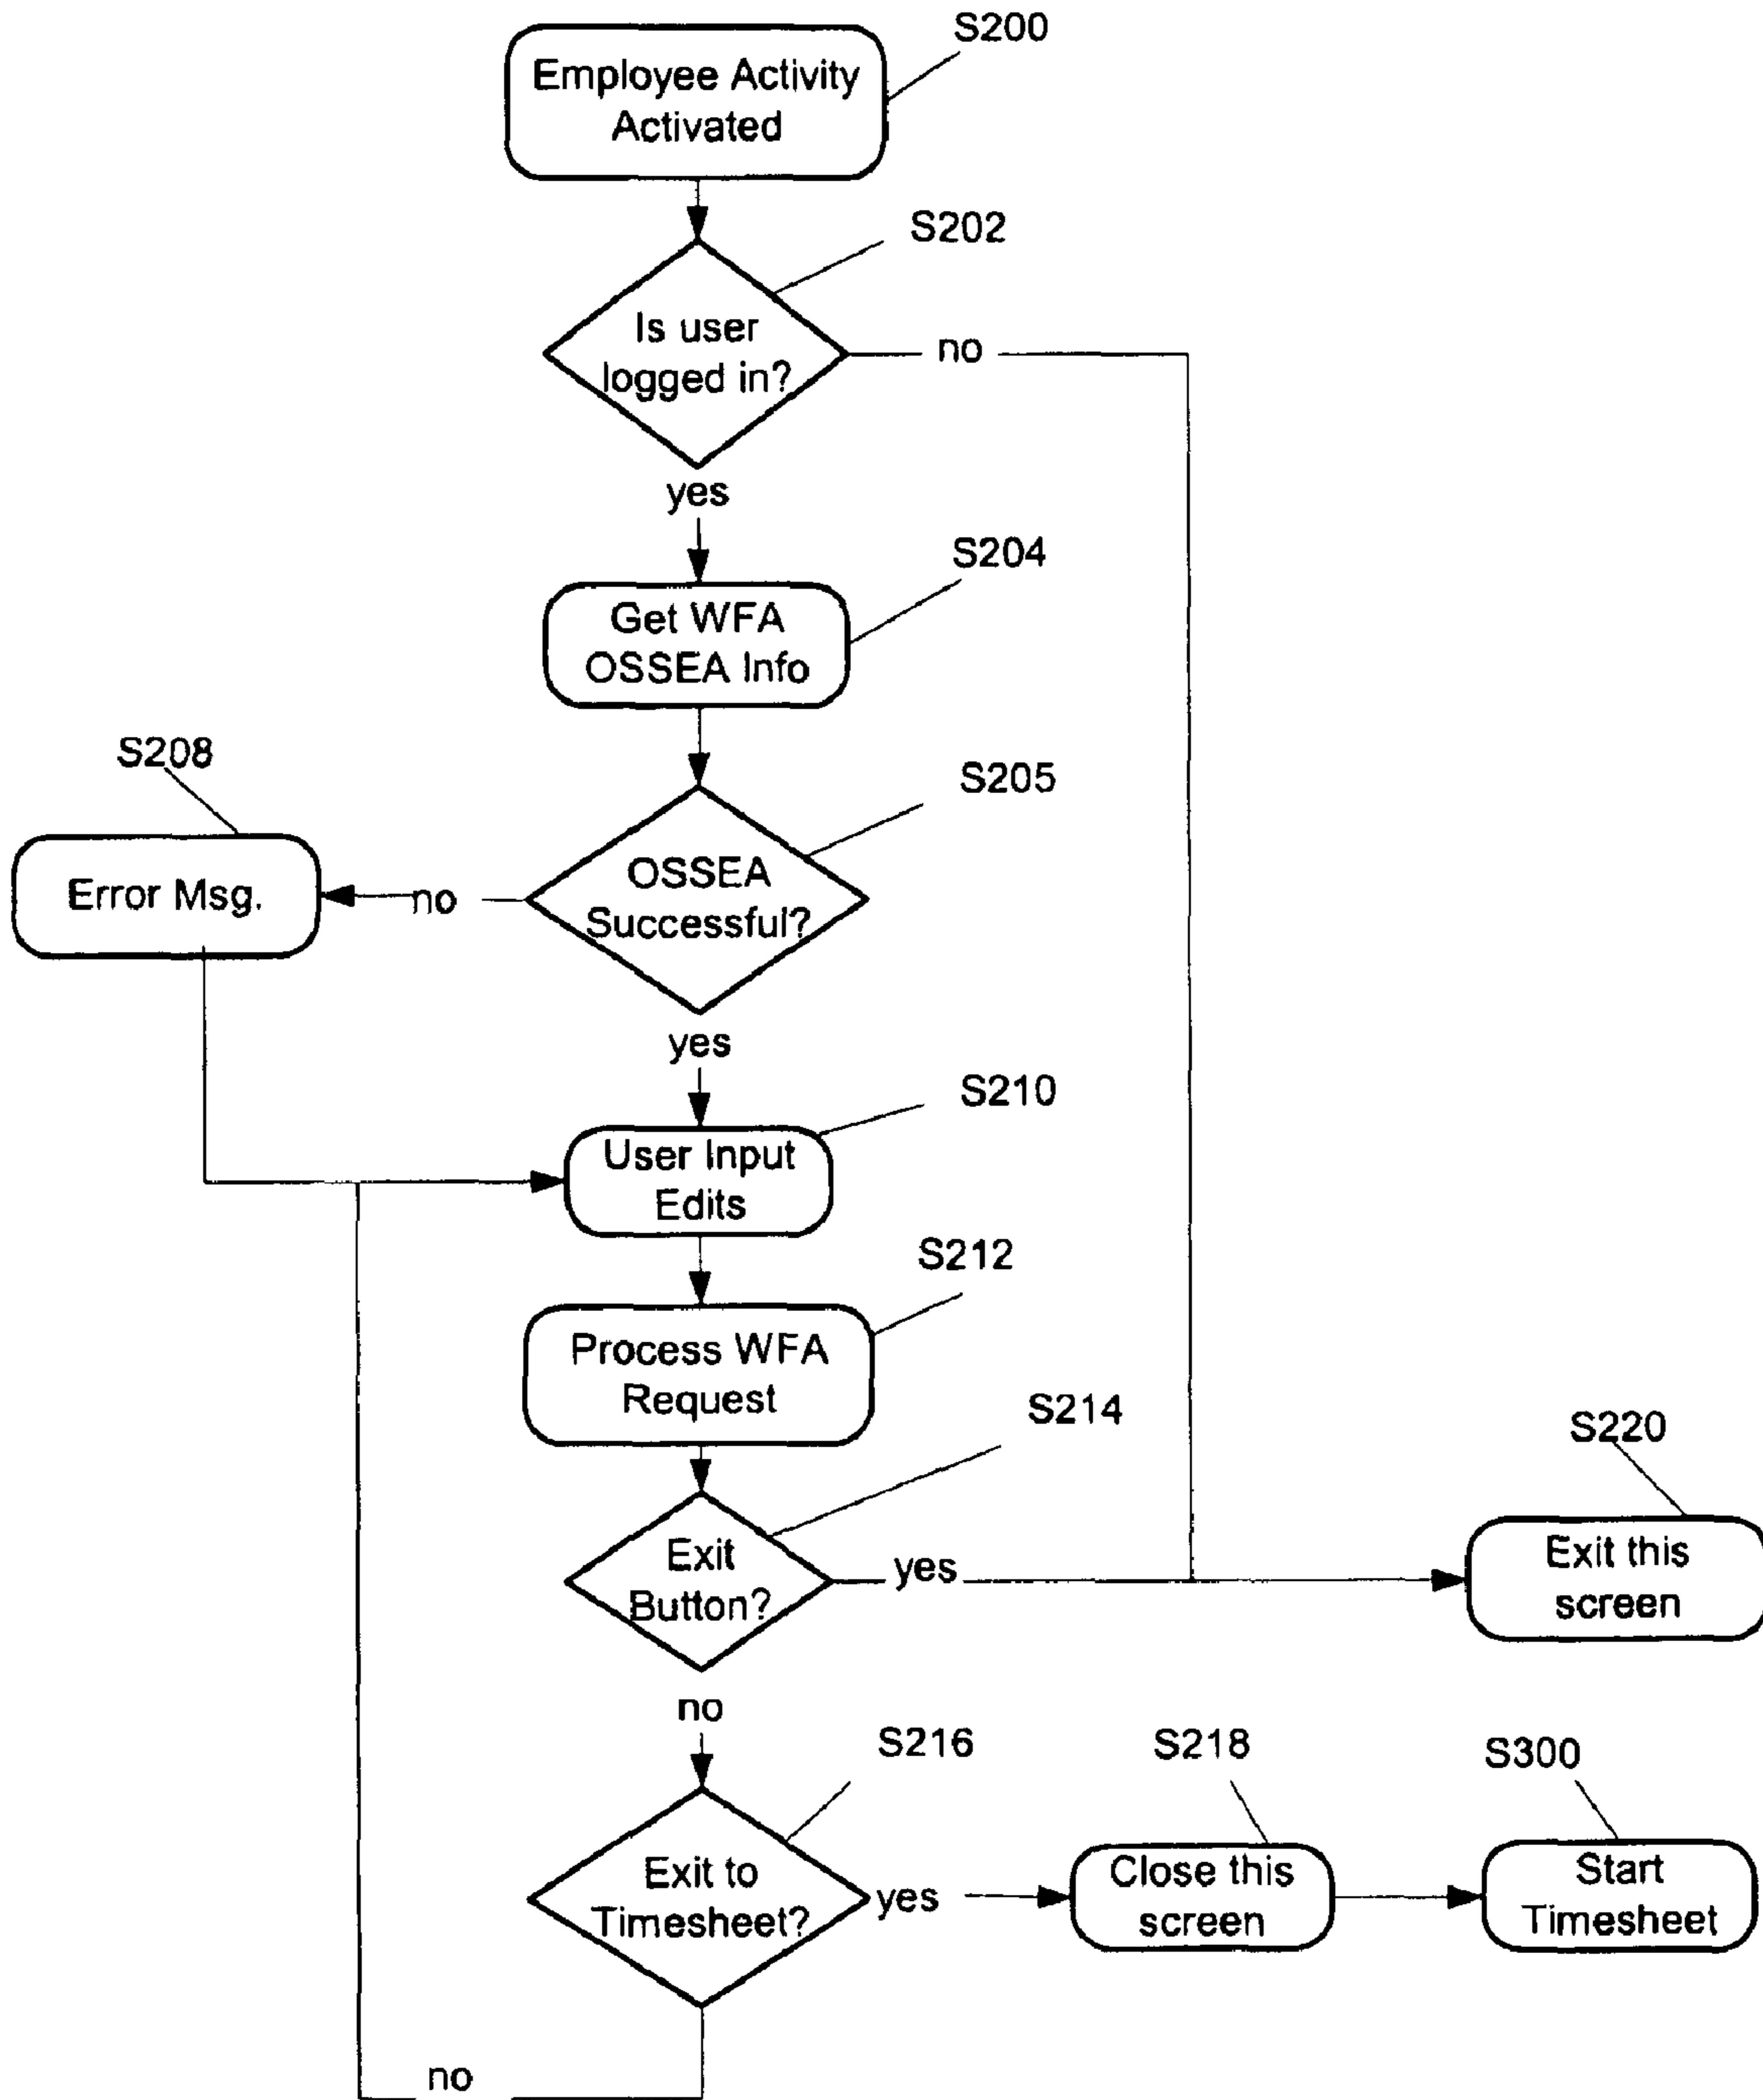 S200
Employee Activity
Activated
S202
Is user
logged in?
no
yes
S204
Get WFA
OSSEA Info
S208
S205
Error Msg.
no
OSSEA
Successful?
yes
S210
User Input
Edits
S212
Process WFA
Request
S214
S220
Exit
Button?
yes
Exit this
screen
no
S216
S218
S300
Exit to
Timesheet?
yes
Close this
screen
Start
Timesheet
no